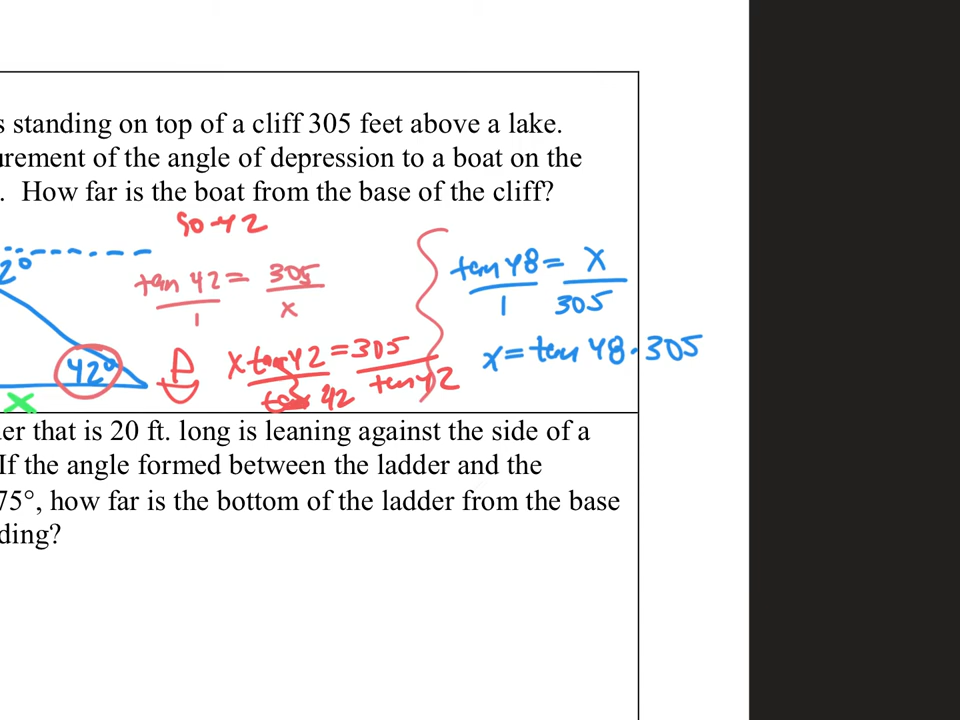 s standing on top of a cliff 305 feet above a lake.
urement of the angle of depression to a boat on the
. How far is the boat from the base of the cliff?
90-42
2°
tan 42 = 305
1 x
tan 48 = x
1 305
42°
x tan 42 = 305
tan 42 tan 42
x = tan 48 · 305
x
er that is 20 ft. long is leaning against the side of a
If the angle formed between the ladder and the
75°, how far is the bottom of the ladder from the base
ding?